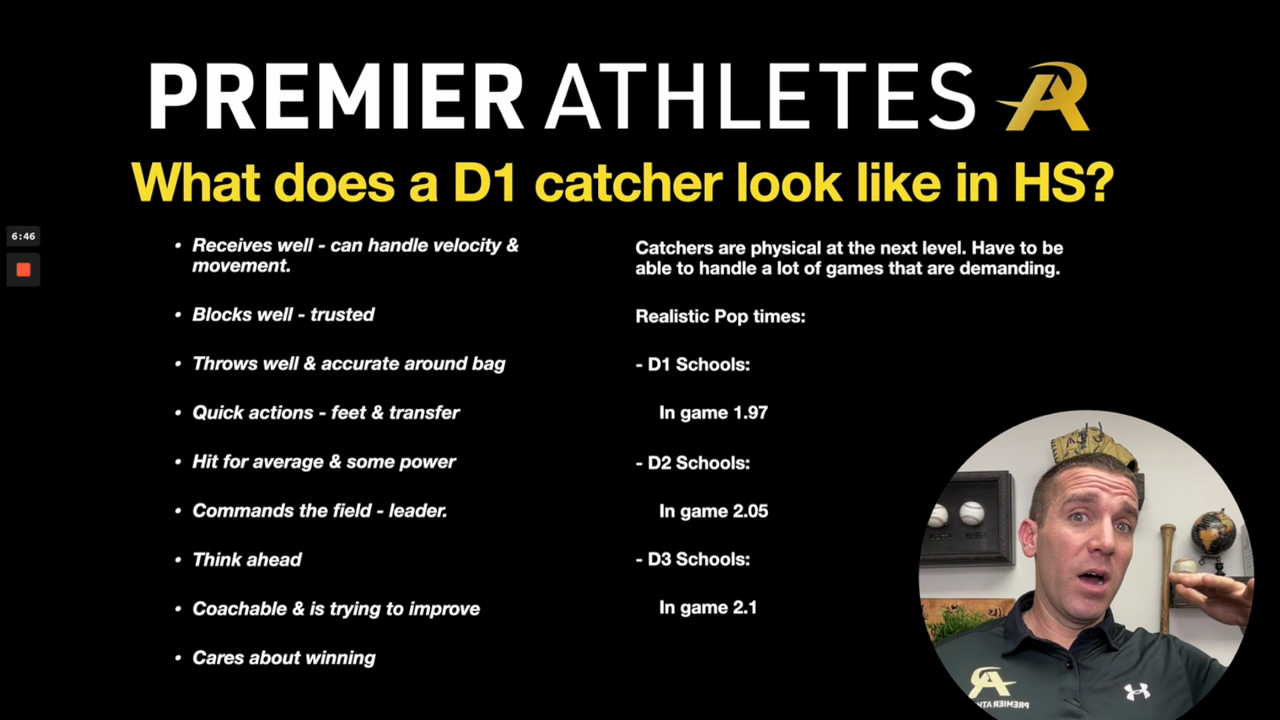 PREMIER ATHLETES
What does a D1 catcher look like in HS?
6:46
• Receives well - can handle velocity &
movement.
• Blocks well - trusted
• Throws well & accurate around bag
• Quick actions - feet & transfer
• Hit for average & some power
• Commands the field - leader.
• Think ahead
• Coachable & is trying to improve
• Cares about winning
Catchers are physical at the next level. Have to be
able to handle a lot of games that are demanding.
Realistic Pop times:
- D1 Schools:
In game 1.97
- D2 Schools:
In game 2.05
- D3 Schools:
In game 2.1
PREMIER ATH